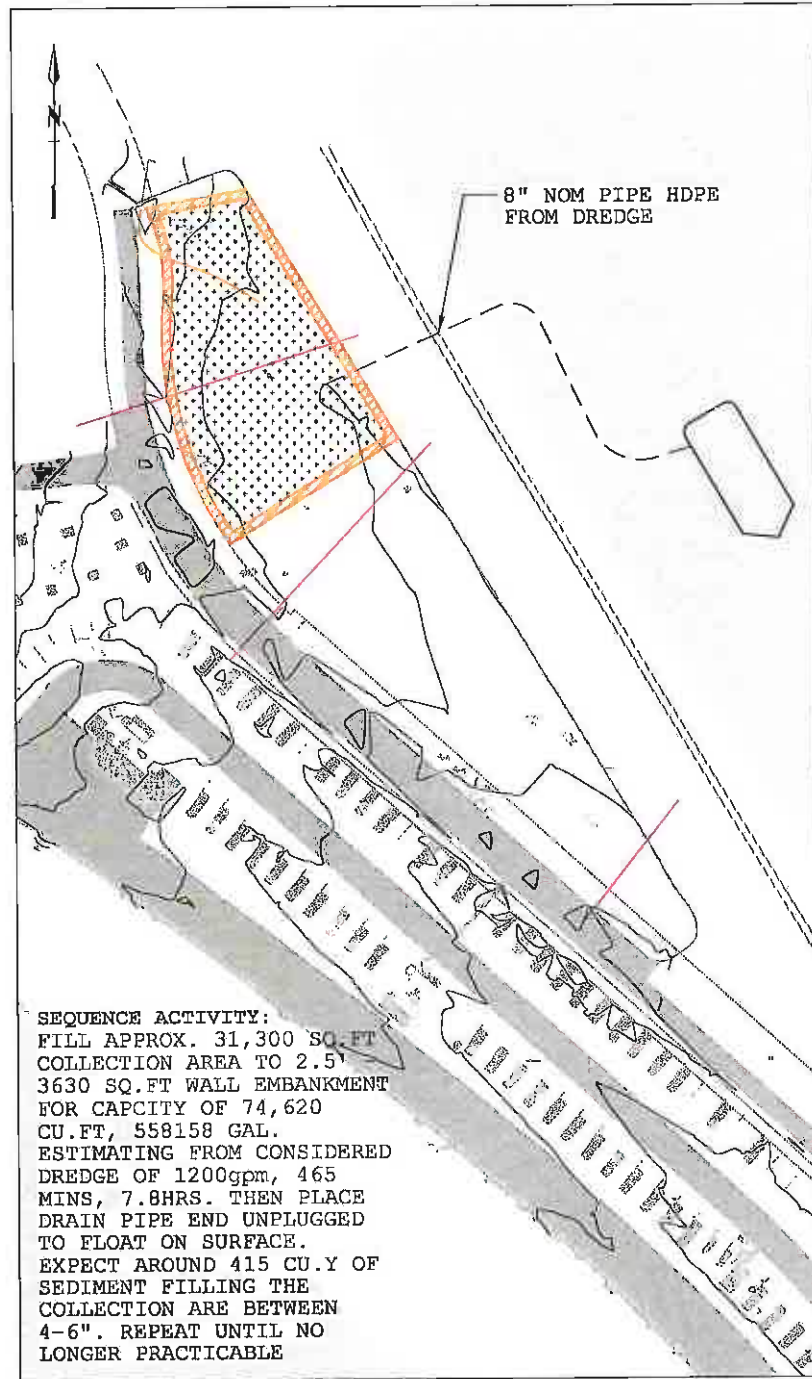 N
8" NOM PIPE HDPE
FROM DREDGE
SEQUENCE ACTIVITY:
FILL APPROX. 31,300 SQ.FT
COLLECTION AREA TO 2.5'
3630 SQ.FT WALL EMBANKMENT
FOR CAPCITY OF 74,620
CU.FT, 558158 GAL.
ESTIMATING FROM CONSIDERED
DREDGE OF 1200gpm, 465
MINS, 7.8HRS. THEN PLACE
DRAIN PIPE END UNPLUGGED
TO FLOAT ON SURFACE.
EXPECT AROUND 415 CU.Y OF
SEDIMENT FILLING THE
COLLECTION ARE BETWEEN
4-6". REPEAT UNTIL NO
LONGER PRACTICABLE